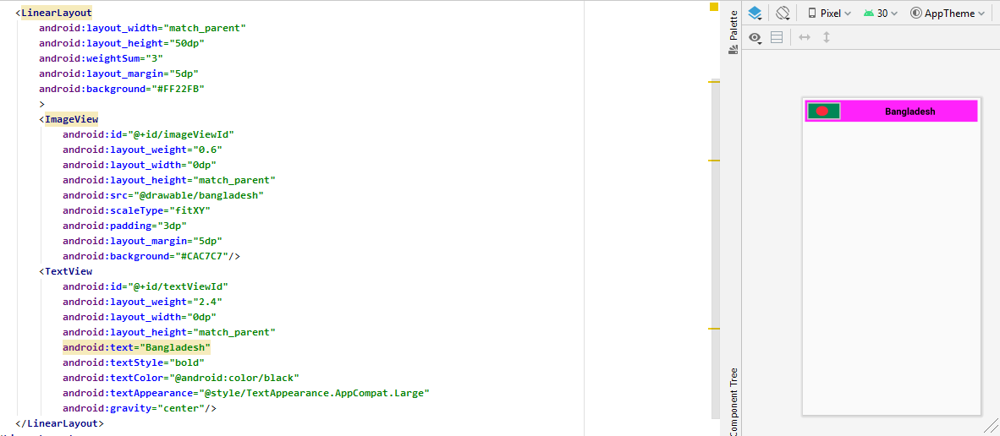 <LinearLayout
android:layout_width="match_parent"
android:layout_height="50dp"
android:weightSum="3"
android:layout_margin="5dp"
android:background="#FF22FB"
>
<ImageView
android:id="@+id/imageViewId"
android:layout_weight="0.6"
android:layout_width="0dp"
android:layout_height="match_parent"
android:src="@drawable/bangladesh"
android:scaleType="fitXY"
android:padding="3dp"
android:layout_margin="5dp"
android:background="#CAC7C7"/>
<TextView
android:id="@+id/textViewId"
android:layout_weight="2.4"
android:layout_width="0dp"
android:layout_height="match_parent"
android:text="Bangladesh"
android:textStyle="bold"
android:textColor="@android:color/black"
android:textAppearance="@style/TextAppearance.AppCompat.Large"
android:gravity="center"/>
</LinearLayout>
Palette
Component Tree
Pixel 30 AppTheme
Bangladesh